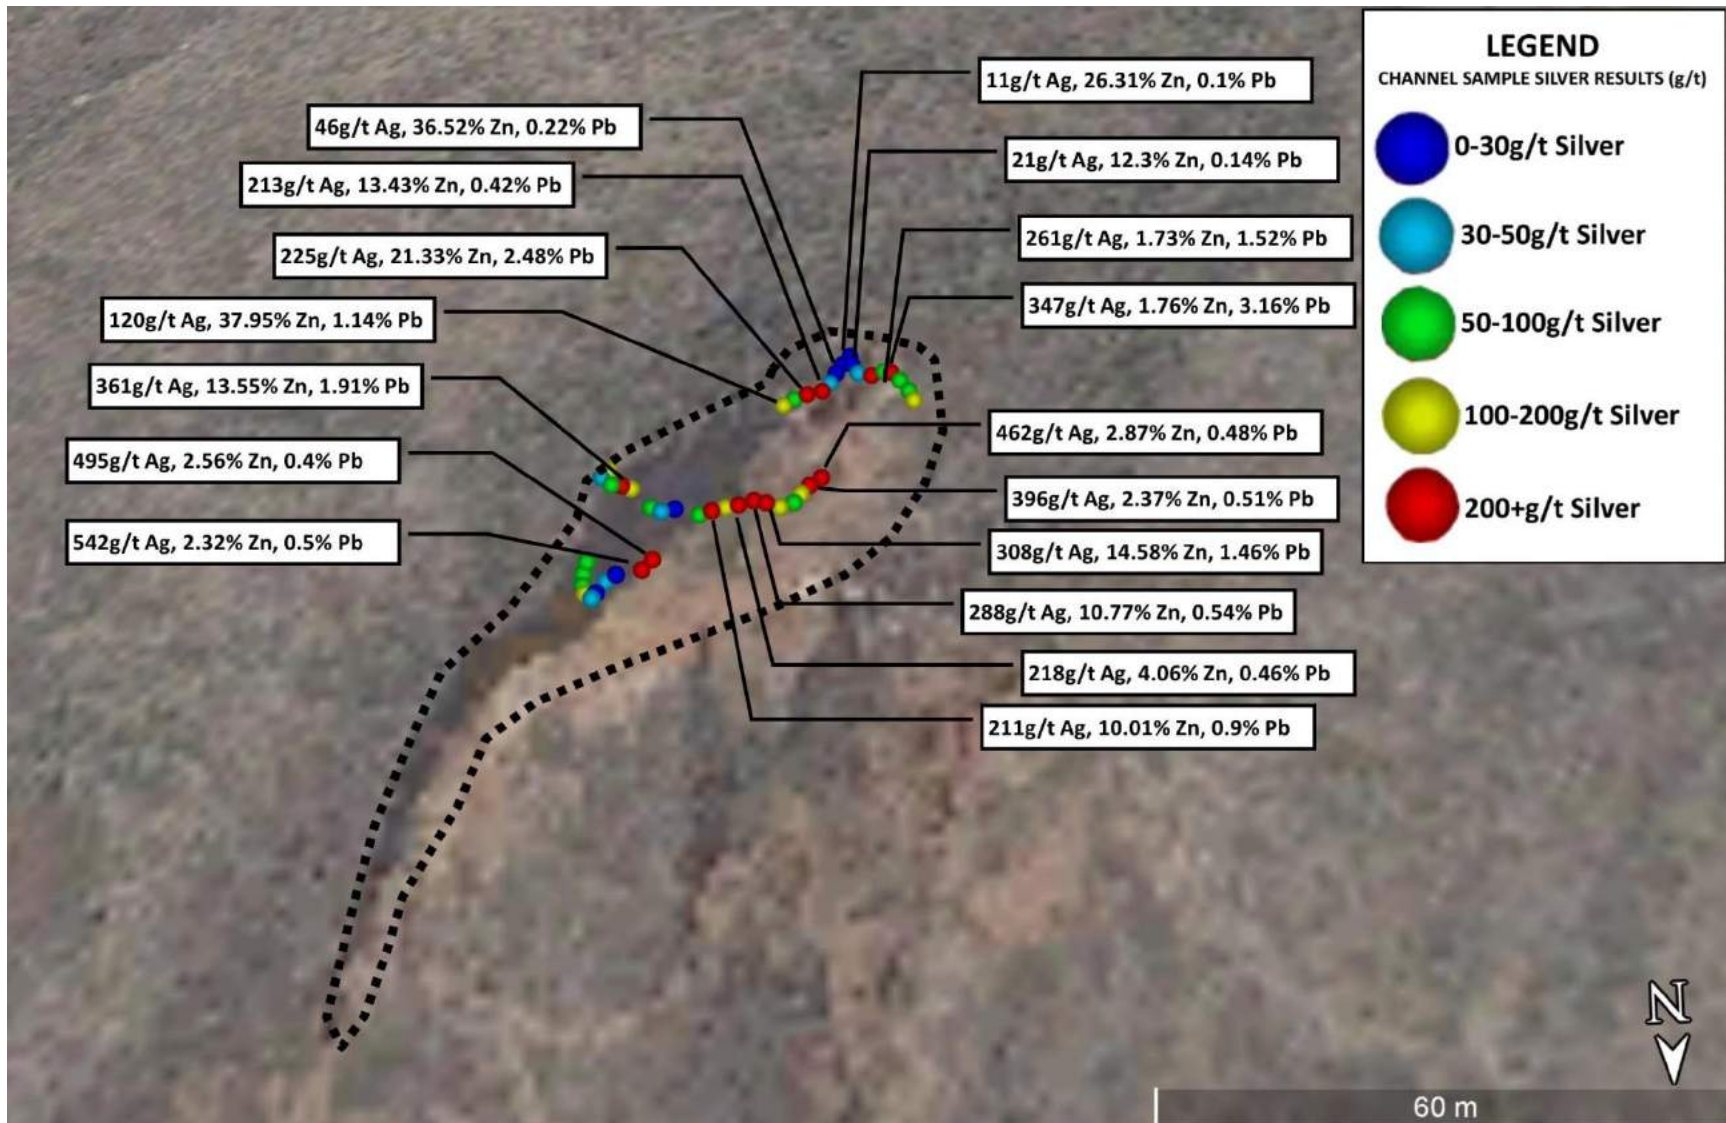 LEGEND
CHANNEL SAMPLE SILVER RESULTS (g/t)
0-30g/t Silver
30-50g/t Silver
50-100g/t Silver
100-200g/t Silver
200+g/t Silver
11g/t Ag, 26.31% Zn, 0.1% Pb
46g/t Ag, 36.52% Zn, 0.22% Pb
21g/t Ag, 12.3% Zn, 0.14% Pb
213g/t Ag, 13.43% Zn, 0.42% Pb
261g/t Ag, 1.73% Zn, 1.52% Pb
225g/t Ag, 21.33% Zn, 2.48% Pb
347g/t Ag, 1.76% Zn, 3.16% Pb
120g/t Ag, 37.95% Zn, 1.14% Pb
361g/t Ag, 13.55% Zn, 1.91% Pb
462g/t Ag, 2.87% Zn, 0.48% Pb
495g/t Ag, 2.56% Zn, 0.4% Pb
396g/t Ag, 2.37% Zn, 0.51% Pb
542g/t Ag, 2.32% Zn, 0.5% Pb
308g/t Ag, 14.58% Zn, 1.46% Pb
288g/t Ag, 10.77% Zn, 0.54% Pb
218g/t Ag, 4.06% Zn, 0.46% Pb
211g/t Ag, 10.01% Zn, 0.9% Pb
N
60 m